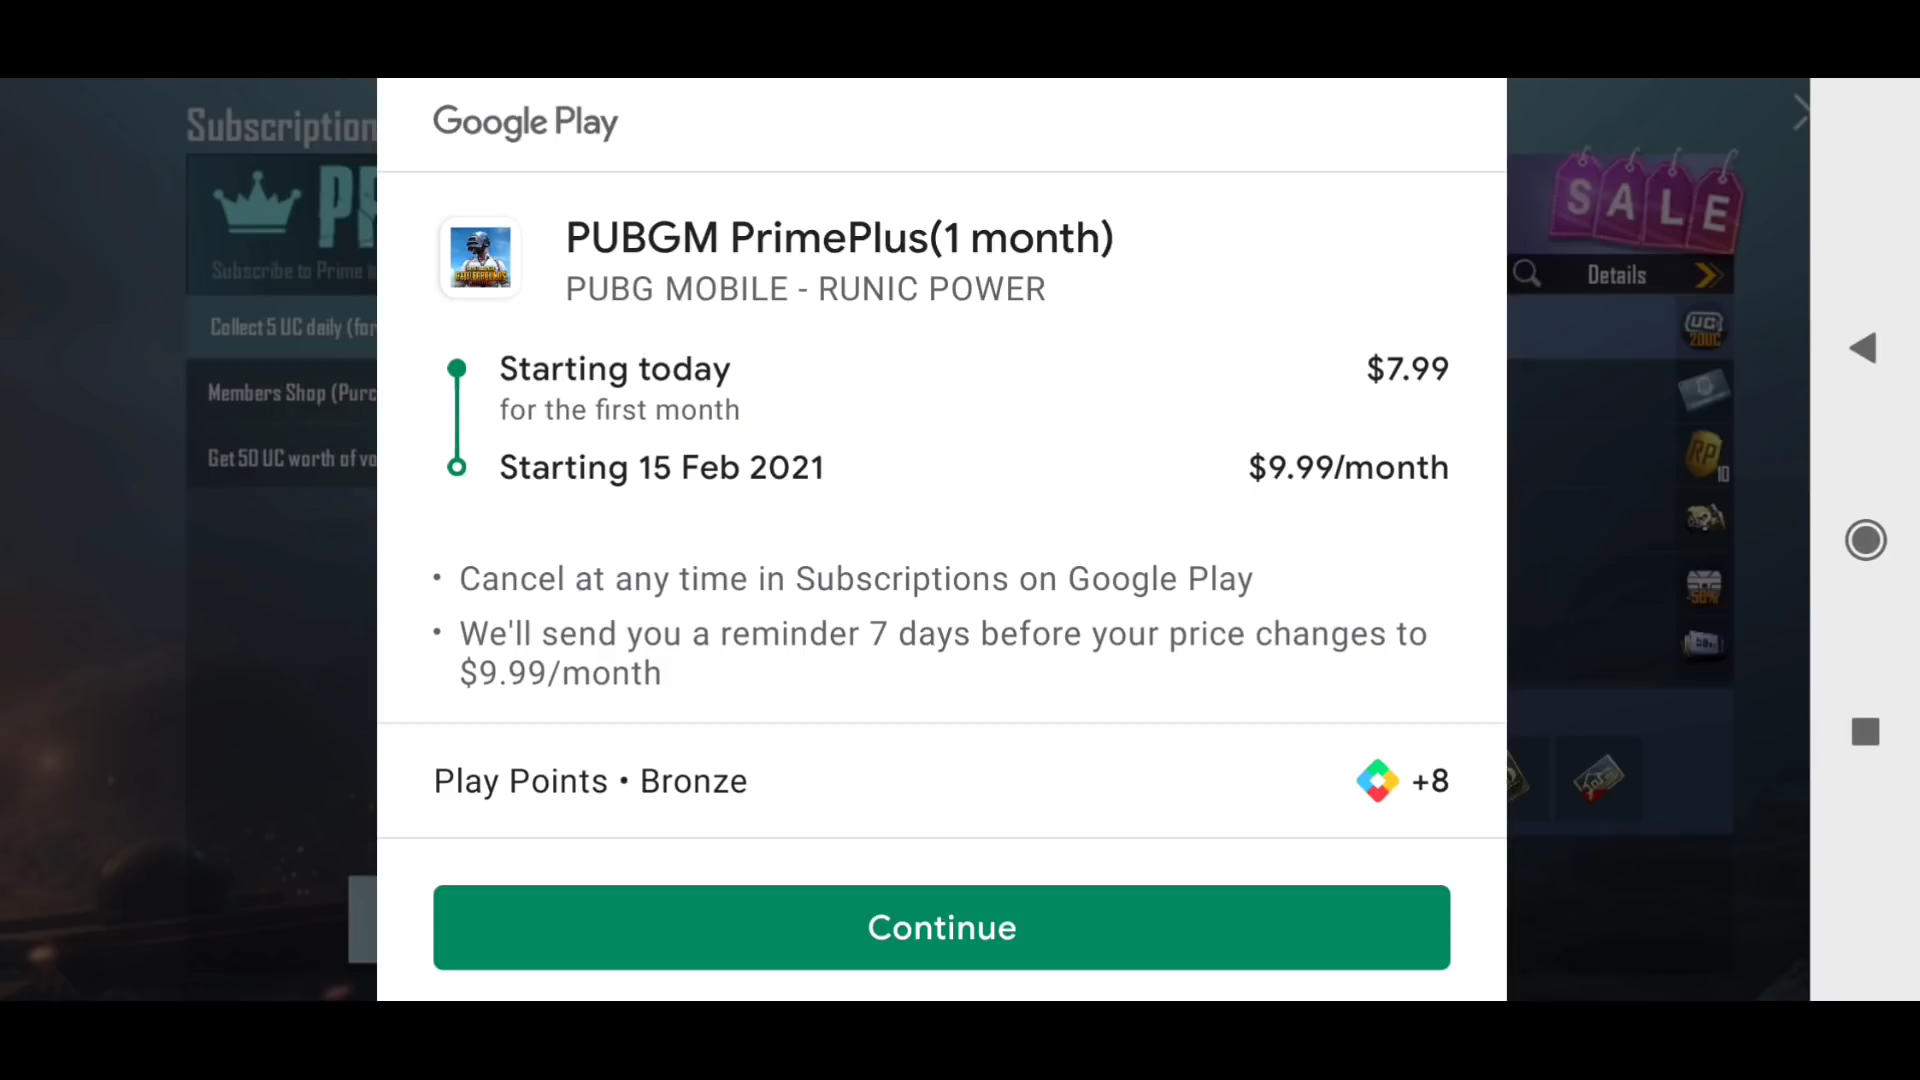 Google Play
PUBGM PrimePlus(1 month)
PUBG MOBILE - RUNIC POWER
Starting today
$7.99
for the first month
Starting 15 Feb 2021
$9.99/month
• Cancel at any time in Subscriptions on Google Play
• We'll send you a reminder 7 days before your price changes to
$9.99/month
Play Points • Bronze
+8
Continue
Subscription
Subscribe to Prime
Collect 5 UC daily (for
Members Shop (Purc
Get 50 UC worth of vo
SALE
Details
UC
20UC
RP
10
-50%